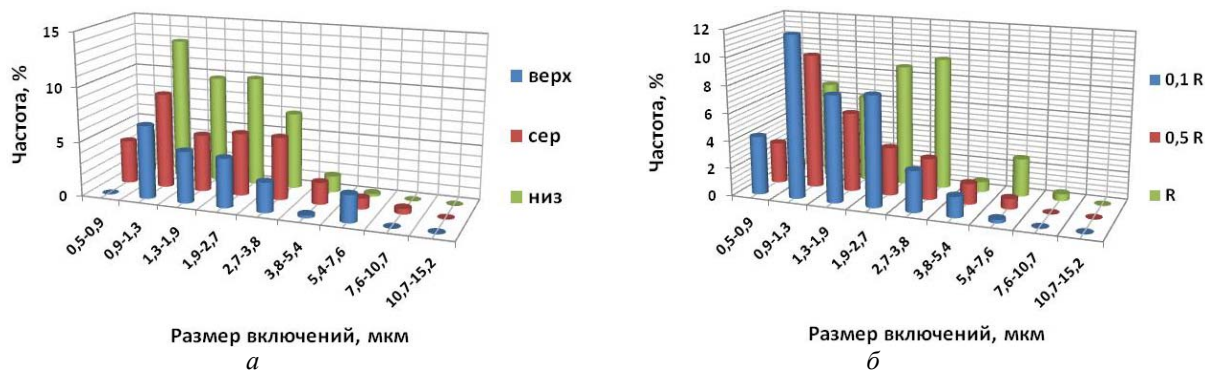 15
10
5
0
Частота, %
0,5-0,9
0,9-1,3
1,3-1,9
1,9-2,7
2,7-3,8
3,8-5,4
5,4-7,6
7,6-10,7
10,7-15,2
Размер включений, мкм
верх
сер
низ
а
12
10
8
6
4
2
0
Частота, %
0,5-0,9
0,9-1,3
1,3-1,9
1,9-2,7
2,7-3,8
3,8-5,4
5,4-7,6
7,6-10,7
10,7-15,2
Размер включений, мкм
0,1 R
0,5 R
R
б